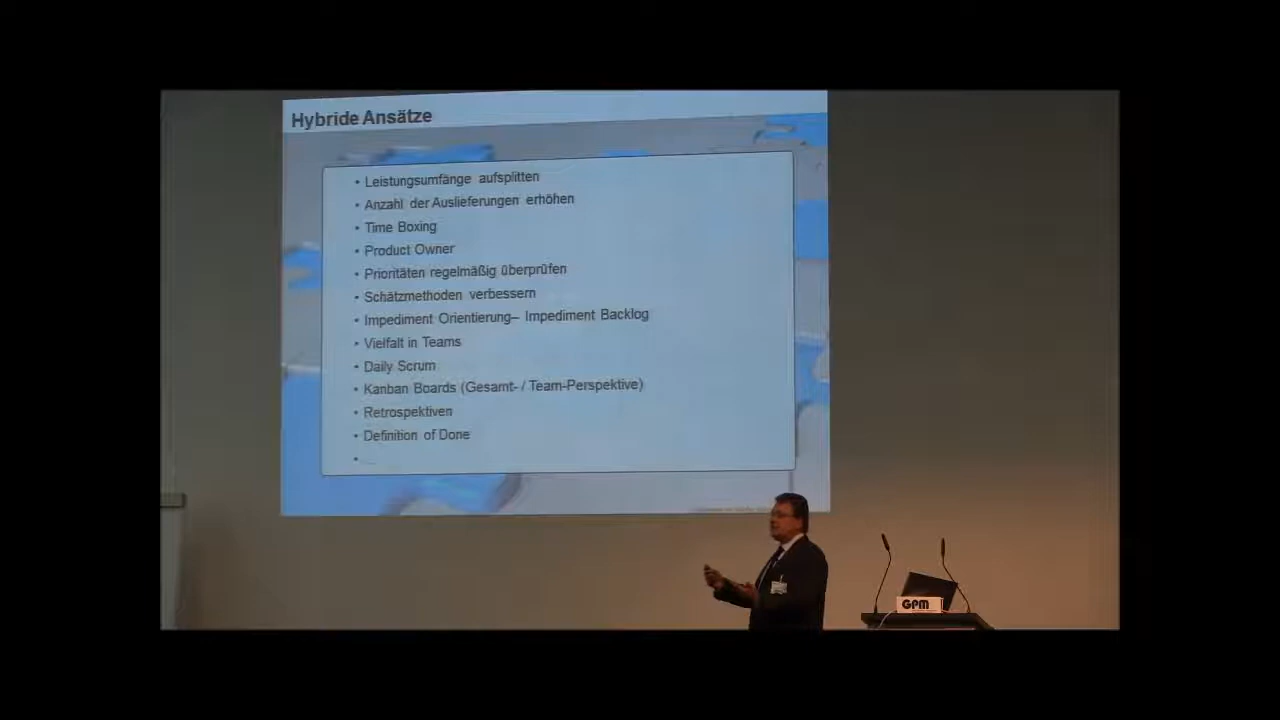 Hybride Ansätze
• Leistungsumfänge aufsplitten
• Anzahl der Auslieferungen erhöhen
• Time Boxing
• Product Owner
• Prioritäten regelmäßig überprüfen
• Schätzmethoden verbessern
• Impediment Orientierung– Impediment Backlog
• Vielfalt in Teams
• Daily Scrum
• Kanban Boards (Gesamt- / Team-Perspektive)
• Retrospektiven
• Definition of Done
• ....
GPM